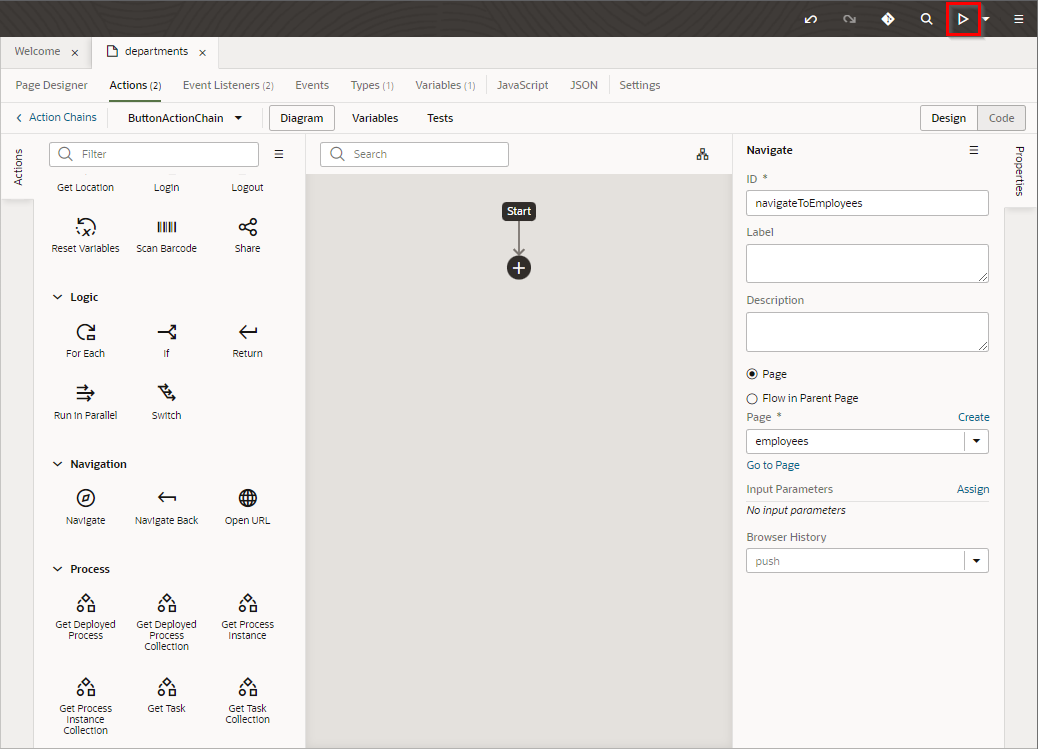 Welcome
departments
Page Designer
Actions (2)
Event Listeners (2)
Events
Types (1)
Variables (1)
JavaScript
JSON
Settings
Action Chains
ButtonActionChain
Diagram
Variables
Tests
Design
Code
Actions
Filter
Get Location
Login
Logout
Reset Variables
Scan Barcode
Share
Logic
For Each
If
Return
Run in Parallel
Switch
Navigation
Navigate
Navigate Back
Open URL
Process
Get Deployed
Process
Get Deployed
Process
Collection
Get Process
Instance
Get Process
Instance
Collection
Get Task
Get Task
Collection
Search
Start
Navigate
ID *
navigateToEmployees
Label
Description
Page
Flow in Parent Page
Page *
Create
employees
Go to Page
Input Parameters
Assign
No input parameters
Browser History
push
Properties